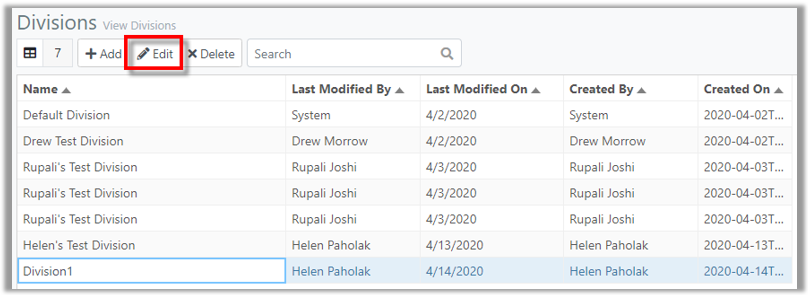 Divisions View Divisions
7 Add Edit Delete Search
Name Last Modified By Last Modified On Created By Created On
Default Division System 4/2/2020 System 2020-04-02T...
Drew Test Division Drew Morrow 4/2/2020 Drew Morrow 2020-04-02T...
Rupali's Test Division Rupali Joshi 4/3/2020 Rupali Joshi 2020-04-03T...
Rupali's Test Division Rupali Joshi 4/3/2020 Rupali Joshi 2020-04-03T...
Rupali's Test Division Rupali Joshi 4/3/2020 Rupali Joshi 2020-04-03T...
Helen's Test Division Helen Paholak 4/13/2020 Helen Paholak 2020-04-13T...
Division1 Helen Paholak 4/14/2020 Helen Paholak 2020-04-14T...